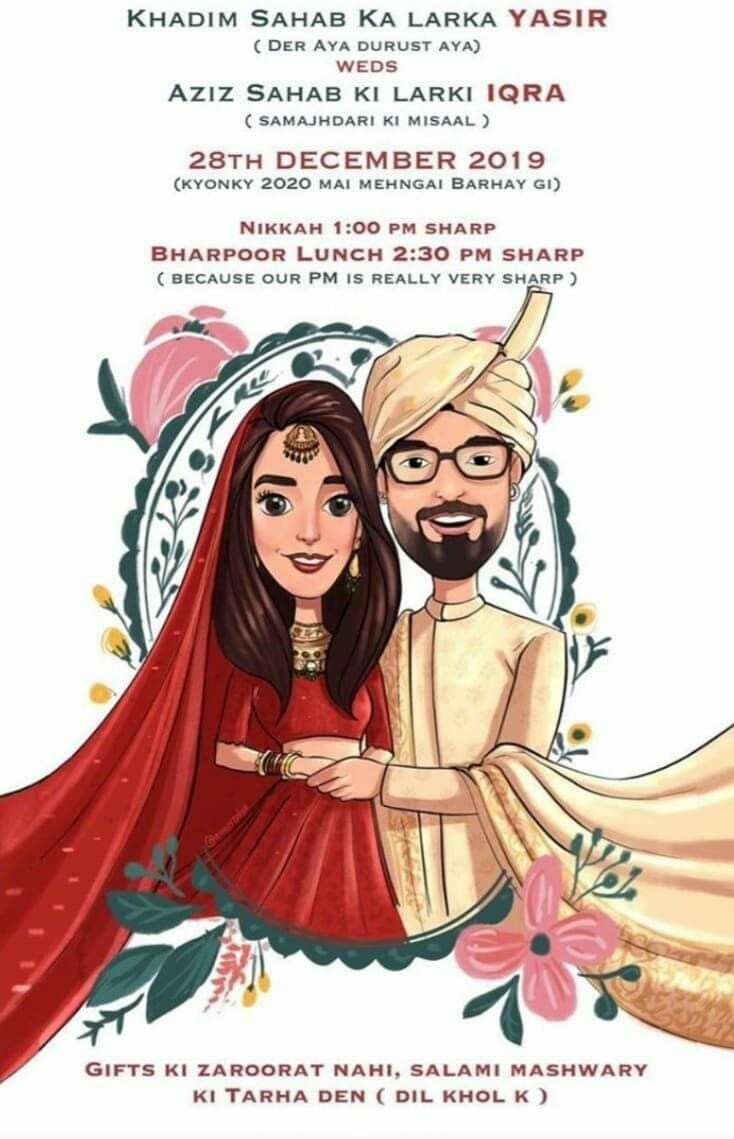 Khadim Sahab Ka larka YASIR
( Der Aya durust aya)
WEDS
Aziz Sahab ki larki IQRA
( samajhdari ki misaal )
28th DECEMBER 2019
(kyonky 2020 mai mehngai Barhay gi)
Nikkah 1:00 pm sharp
Bharpoor Lunch 2:30 pm sharp
( because our PM is really very sharp )
Gifts ki zaroorat nahi, salami mashwary
ki Tarha den ( dil khol k )